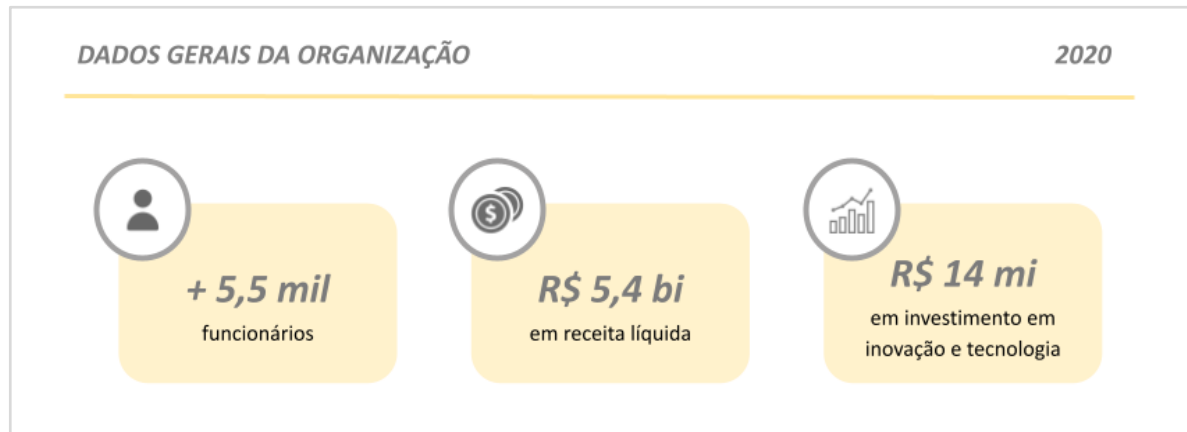 DADOS GERAIS DA ORGANIZAÇÃO 2020
+ 5,5 mil
funcionários
R$ 5,4 bi
em receita líquida
R$ 14 mi
em investimento em
inovação e tecnologia